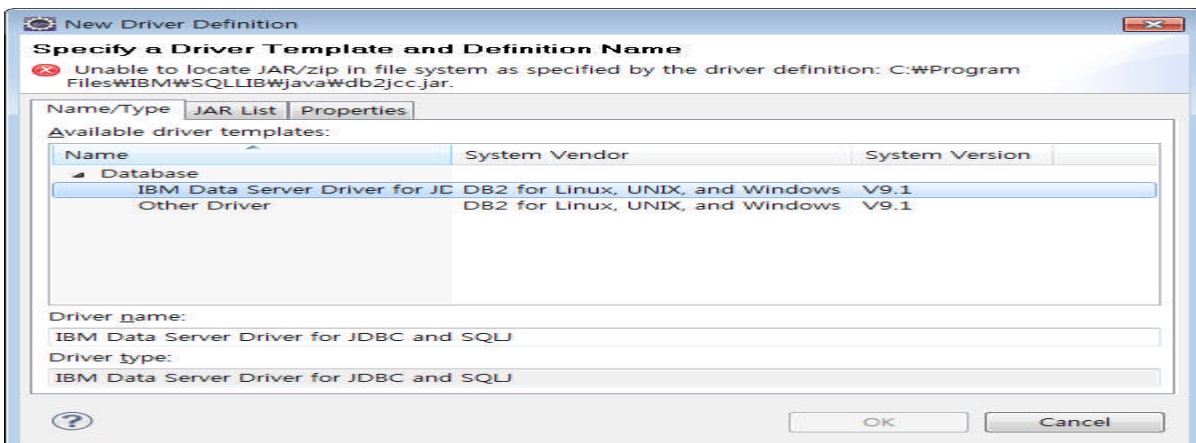 New Driver Definition
Specify a Driver Template and Definition Name
Unable to locate JAR/zip in file system as specified by the driver definition: C:₩Program
Files₩IBM₩SQLLIB₩java₩db2jcc.jar.
Name/Type JAR List Properties
Available driver templates:
Name System Vendor System Version
Database
IBM Data Server Driver for JD DB2 for Linux, UNIX, and Windows V9.1
Other Driver DB2 for Linux, UNIX, and Windows V9.1
Driver name:
IBM Data Server Driver for JDBC and SQLJ
Driver type:
IBM Data Server Driver for JDBC and SQLJ
? OK Cancel